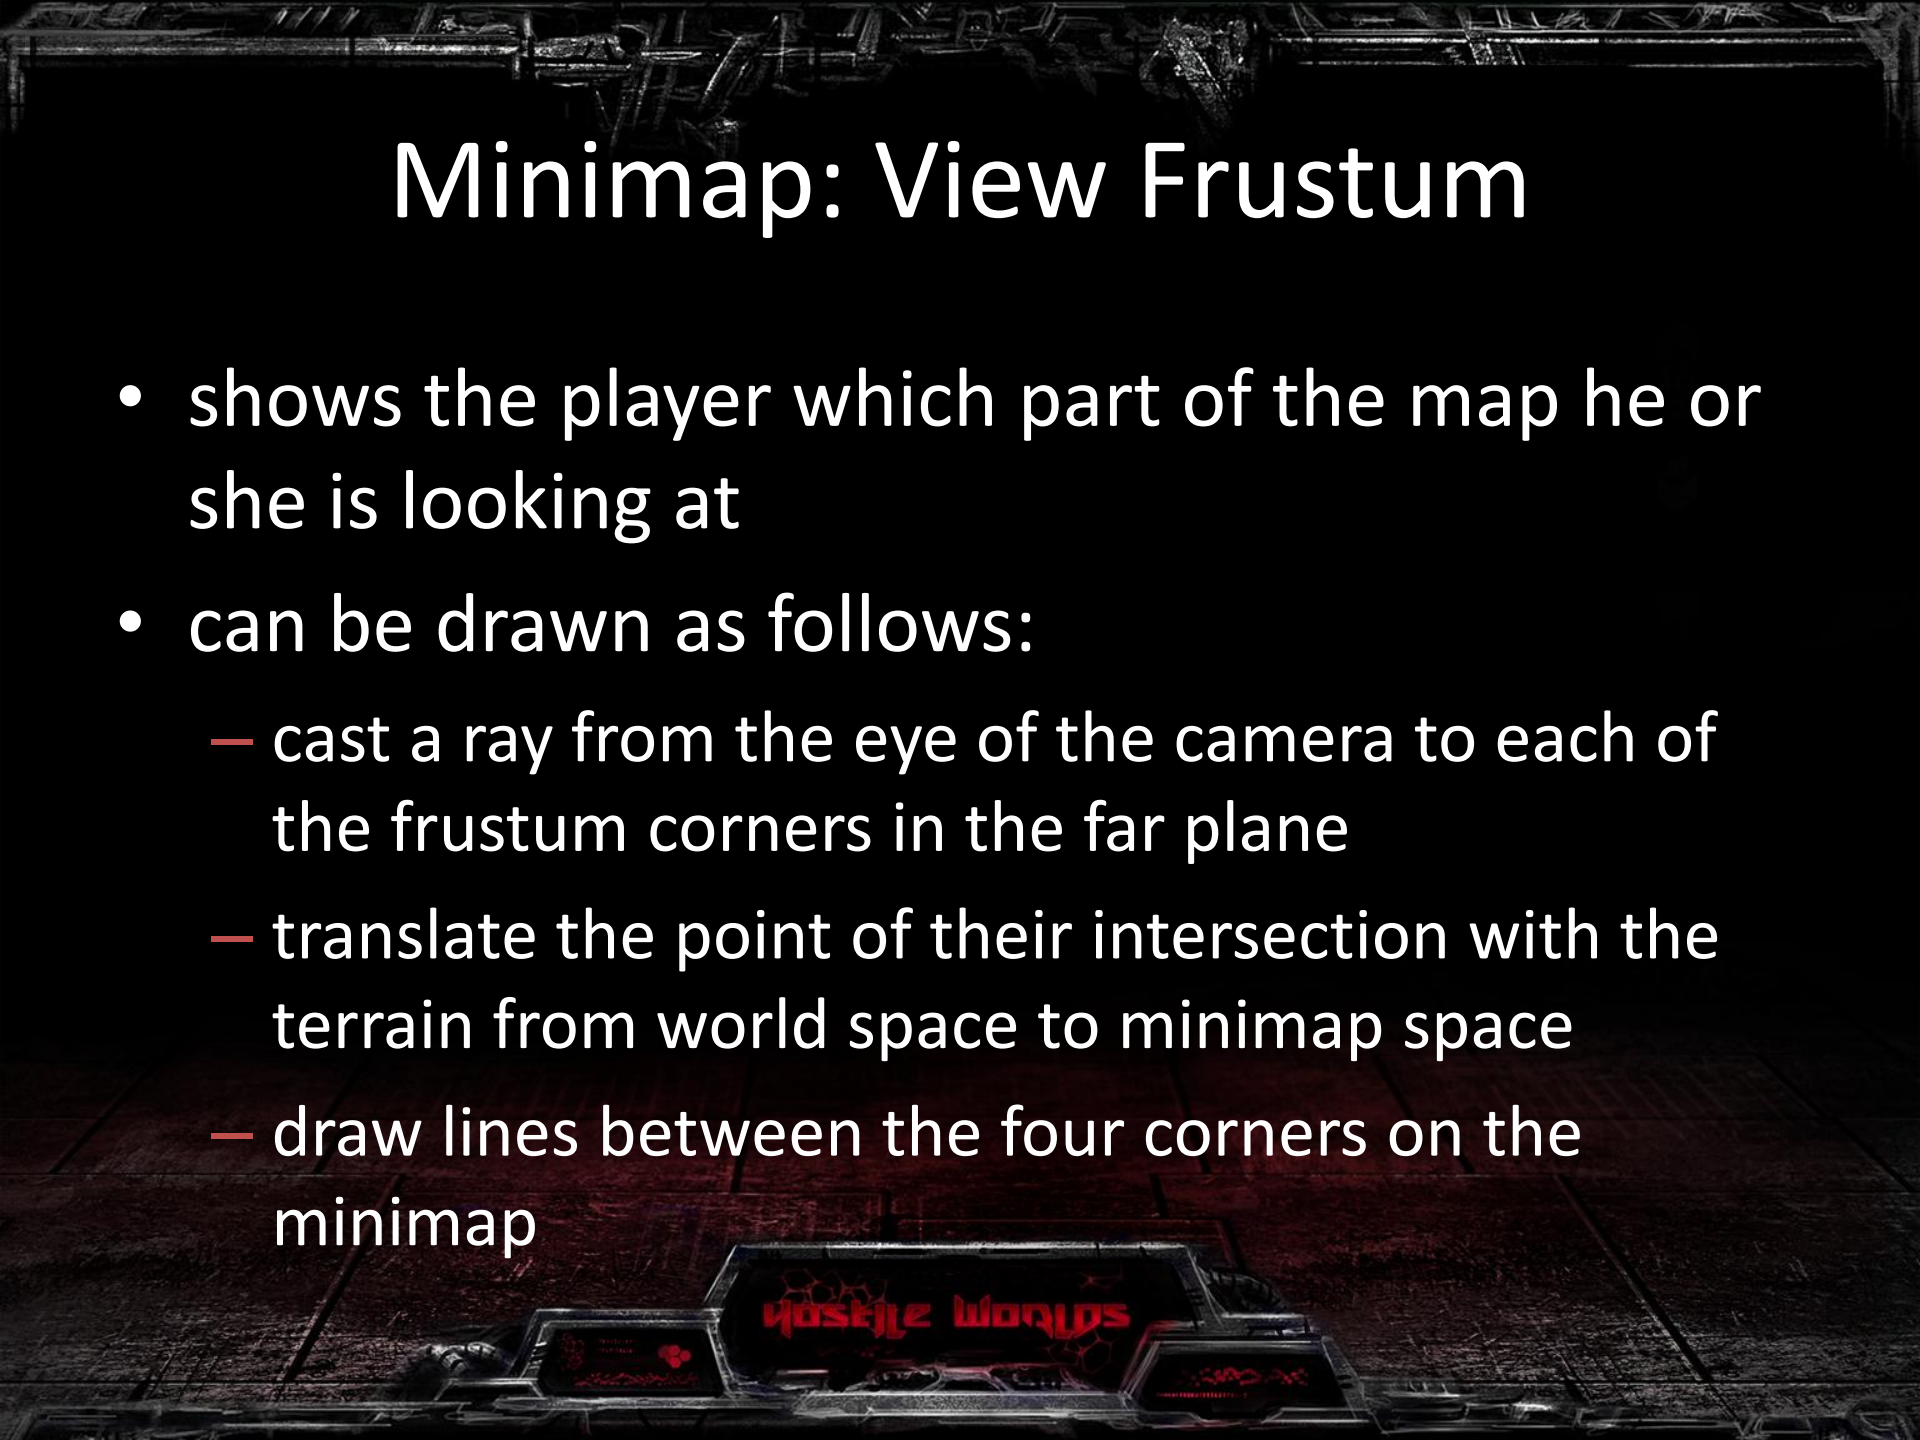 Minimap: View Frustum
• shows the player which part of the map he or
she is looking at
• can be drawn as follows:
– cast a ray from the eye of the camera to each of
the frustum corners in the far plane
– translate the point of their intersection with the
terrain from world space to minimap space
– draw lines between the four corners on the
minimap
Hostile Worlds